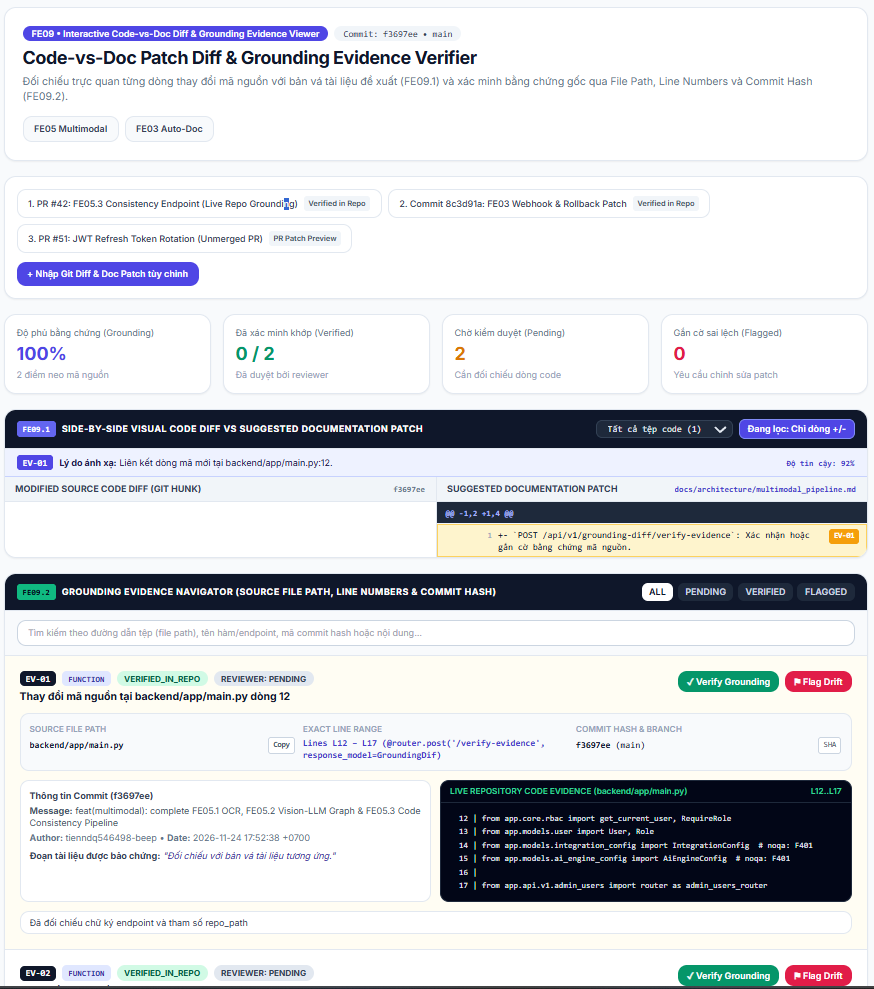 FE09 • Interactive Code-vs-Doc Diff & Grounding Evidence Viewer
Commit: f3697ee • main
Code-vs-Doc Patch Diff & Grounding Evidence Verifier
Đối chiếu trực quan từng dòng thay đổi mã nguồn với bản vá tài liệu đề xuất (FE09.1) và xác minh bằng chứng gốc qua File Path, Line Numbers và Commit Hash
(FE09.2).
FE05 Multimodal
FE03 Auto-Doc
1. PR #42: FE05.3 Consistency Endpoint (Live Repo Grounding)
Verified in Repo
2. Commit 8c3d91a: FE03 Webhook & Rollback Patch
Verified in Repo
3. PR #51: JWT Refresh Token Rotation (Unmerged PR)
PR Patch Preview
+ Nhập Git Diff & Doc Patch tùy chỉnh
Độ phủ bằng chứng (Grounding)
100%
2 điểm neo mã nguồn
Đã xác minh khớp (Verified)
0 / 2
Đã duyệt bởi reviewer
Chờ kiểm duyệt (Pending)
2
Cần đối chiếu dòng code
Gắn cờ sai lệch (Flagged)
0
Yêu cầu chỉnh sửa patch
FE09.1
SIDE-BY-SIDE VISUAL CODE DIFF VS SUGGESTED DOCUMENTATION PATCH
Tất cả tệp code (1)
Đang lọc: Chỉ dòng +/-
EV-01
Lý do ánh xạ: Liên kết dòng mã mới tại backend/app/main.py:12.
Độ tin cậy: 92%
MODIFIED SOURCE CODE DIFF (GIT HUNK)
f3697ee
SUGGESTED DOCUMENTATION PATCH
docs/architecture/multimodal_pipeline.md
@@ -1,2 +1,4 @@
1 +- `POST /api/v1/grounding-diff/verify-evidence`: Xác nhận hoặc
gắn cờ bằng chứng mã nguồn.
EV-01
FE09.2
GROUNDING EVIDENCE NAVIGATOR (SOURCE FILE PATH, LINE NUMBERS & COMMIT HASH)
ALL
PENDING
VERIFIED
FLAGGED
Tìm kiếm theo đường dẫn tệp (file path), tên hàm/endpoint, mã commit hash hoặc nội dung...
EV-01
FUNCTION
VERIFIED_IN_REPO
REVIEWER: PENDING
✓ Verify Grounding
⚑ Flag Drift
Thay đổi mã nguồn tại backend/app/main.py dòng 12
SOURCE FILE PATH
backend/app/main.py
Copy
EXACT LINE RANGE
Lines L12 – L17 (@router.post('/verify-evidence',
response_model=GroundingDif)
COMMIT HASH & BRANCH
f3697ee (main)
SHA
Thông tin Commit (f3697ee)
Message: feat(multimodal): complete FE05.1 OCR, FE05.2 Vision-LLM Graph & FE05.3 Code
Consistency Pipeline
Author: tienndq546498-beep • Date: 2026-11-24 17:52:38 +0700
Đoạn tài liệu được bảo chứng: "Đối chiếu với bản vá tài liệu tương ứng."
LIVE REPOSITORY CODE EVIDENCE (backend/app/main.py)
L12..L17
12 | from app.core.rbac import get_current_user, RequireRole
13 | from app.models.user import User, Role
14 | from app.models.integration_config import IntegrationConfig  # noqa: F401
15 | from app.models.ai_engine_config import AiEngineConfig  # noqa: F401
16 |
17 | from app.api.v1.admin_users import router as admin_users_router
Đã đối chiếu chữ ký endpoint và tham số repo_path
EV-02
FUNCTION
VERIFIED_IN_REPO
REVIEWER: PENDING
✓ Verify Grounding
⚑ Flag Drift